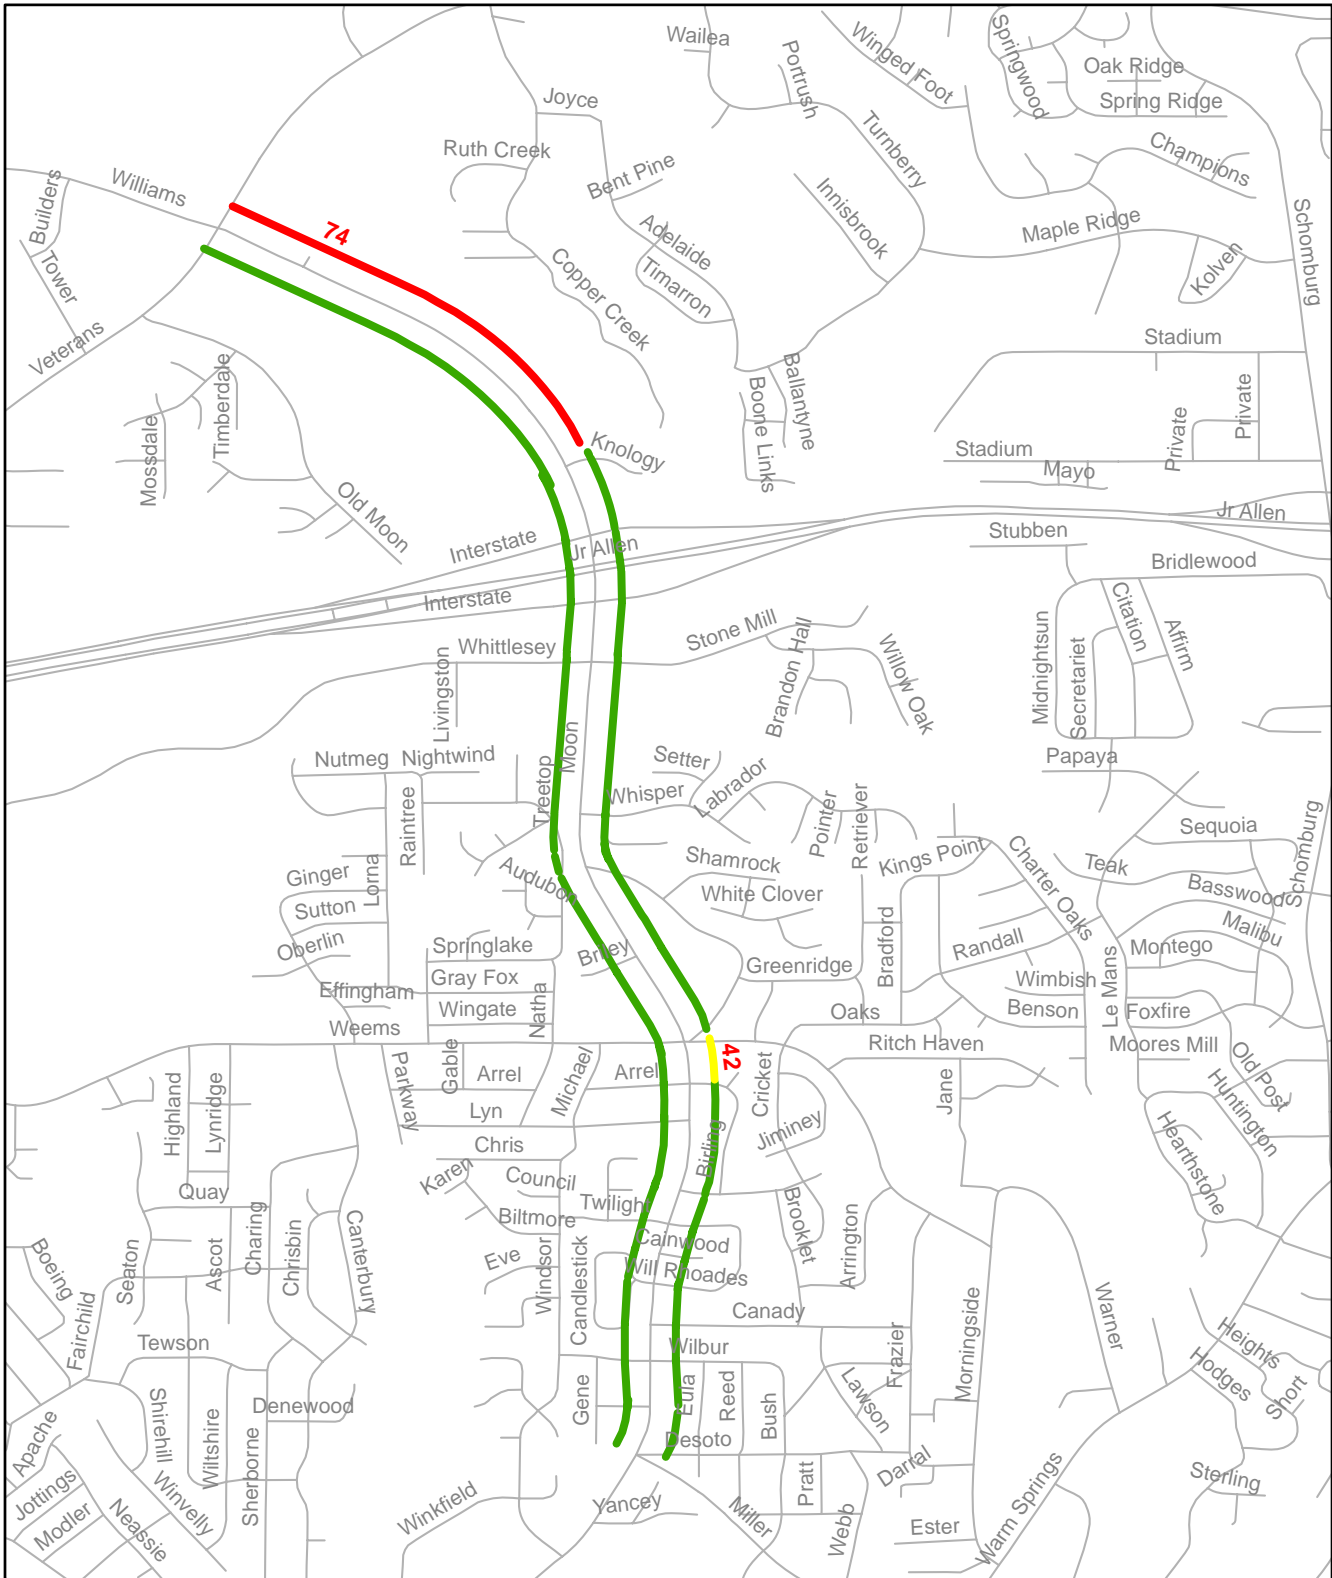 Wailea
Portrush
Winged Foot
Springwood
Oak Ridge
Spring Ridge
Joyce
Turnberry
Champions
Ruth Creek
Bent Pine
Innisbrook
Williams
Builders
74
Adelaide
Maple Ridge
Schomburg
Tower
Copper Creek
Timarron
Kolven
Veterans
Stadium
Timberdale
Boone Links
Ballantyne
Private
Private
Mossdale
Knology
Stadium
Mayo
Old Moon
Interstate
Jr Allen
Jr Allen
Stubben
Bridlewood
Interstate
Citation
Affirm
Whittlesey
Stone Mill
Brandon Hall
Willow Oak
Midnightsun
Secretariet
Livingston
Moon
Nutmeg
Nightwind
Setter
Labrador
Papaya
Treetop
Whisper
Raintree
Pointer
Retriever
Sequoia
Schomburg
Ginger
Lorna
Audubon
Shamrock
Kings Point
Charter Oaks
Teak
Basswood
White Clover
Sutton
Malibu
Oberlin
Springlake
Briley
Bradford
Randall
Montego
Gray Fox
Greenridge
Effingham
Wimbish
Le Mans
Wingate
Natha
Oaks
Benson
Foxfire
Weems
Ritch Haven
Moores Mill
42
Old Post
Parkway
Gable
Arrel
Michael
Arrel
Cricket
Jane
Huntington
Highland
Lynridge
Lyn
Birling
Jiminey
Hearthstone
Chris
Karen
Council
Quay
Twilight
Biltmore
Brooklet
Arrington
Boeing
Seaton
Ascot
Charing
Chrisbin
Canterbury
Eve
Windsor
Candlestick
Cainwood
Will Rhoades
Fairchild
Canady
Morningside
Warner
Tewson
Wilbur
Frazier
Heights
Hodges
Short
Lawson
Shirehill
Wiltshire
Denewood
Gene
Eula
Reed
Bush
Apache
Sherborne
Desoto
Darral
Jottings
Winvelly
Pratt
Sterling
Modler
Neassie
Winkfield
Yancey
Miller
Webb
Ester
Warm Springs